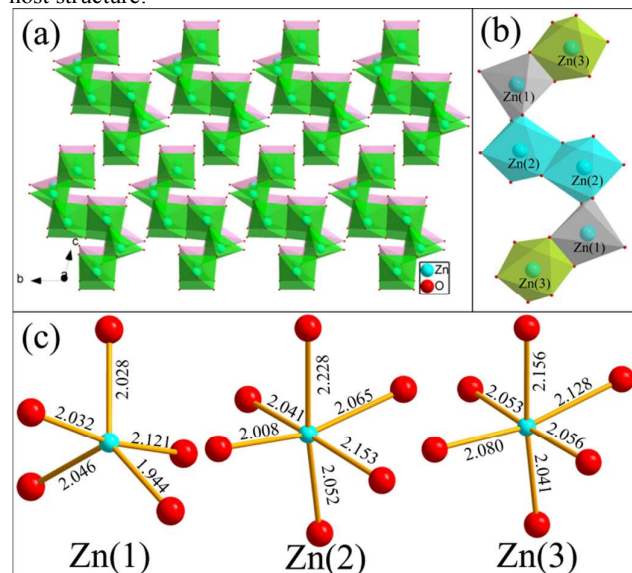 host structure.
(a)
c
b
a
Zn
O
(b)
Zn(3)
Zn(1)
Zn(2)
Zn(2)
Zn(1)
Zn(3)
(c)
2.028
2.032
2.121
2.046
1.944
Zn(1)
2.228
2.041
2.065
2.008
2.153
2.052
Zn(2)
2.156
2.053
2.128
2.080
2.056
2.041
Zn(3)